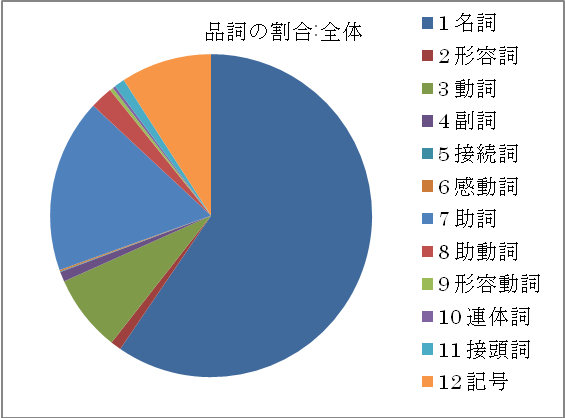 品詞の割合:全体
1 名詞
2 形容詞
3 動詞
4 副詞
5 接続詞
6 感動詞
7 助詞
8 助動詞
9 形容動詞
10 連体詞
11 接頭詞
12 記号